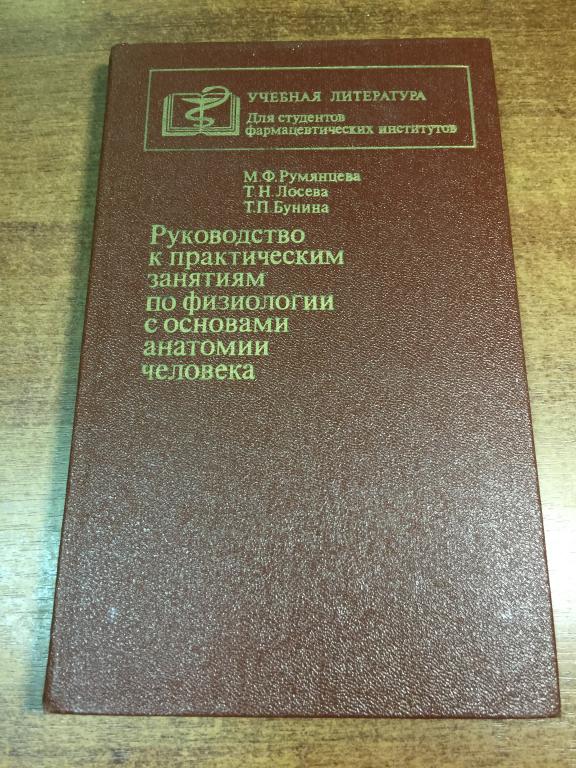 УЧЕБНАЯ ЛИТЕРАТУРА
Для студентов
фармацевтических институтов
М.Ф.Румянцева
Т.Н.Лосева
Т.П.Бунина
Руководство
к практическим
занятиям
по физиологии
с основами
анатомии
человека